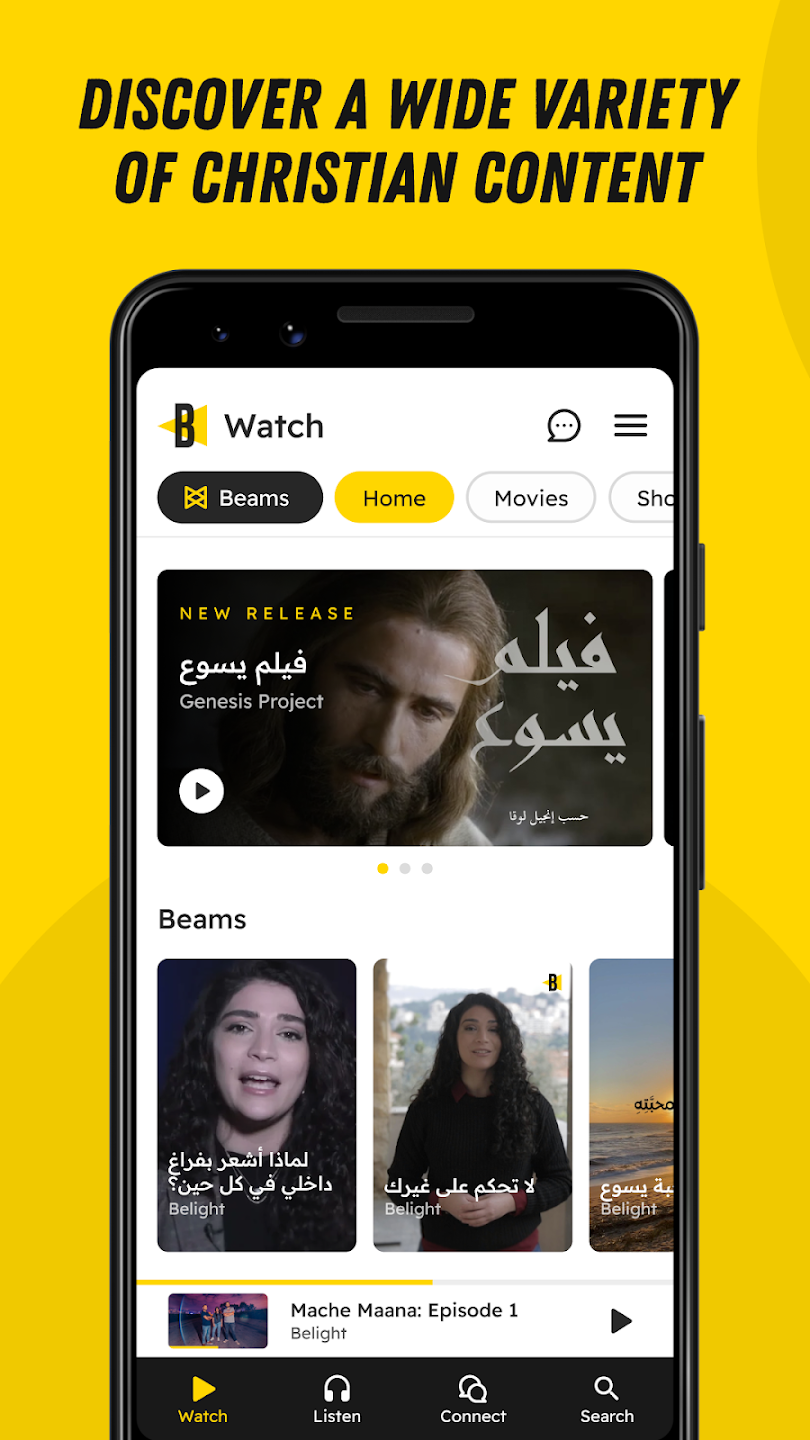 DISCOVER A WIDE VARIETY
OF CHRISTIAN CONTENT
B Watch
Beams Home Movies Sho
NEW RELEASE
فيلم يسوع
Genesis Project
فيلم
يسوع
حسب إنجيل لوقا
Beams
لماذا أشعر بفراغ
داخلي في كل حين؟
Belight
B
لا تحكم على غيرك
Belight
محبَّتِهِ
بة يسوع
Belight
Mache Maana: Episode 1
Belight
Watch Listen Connect Search